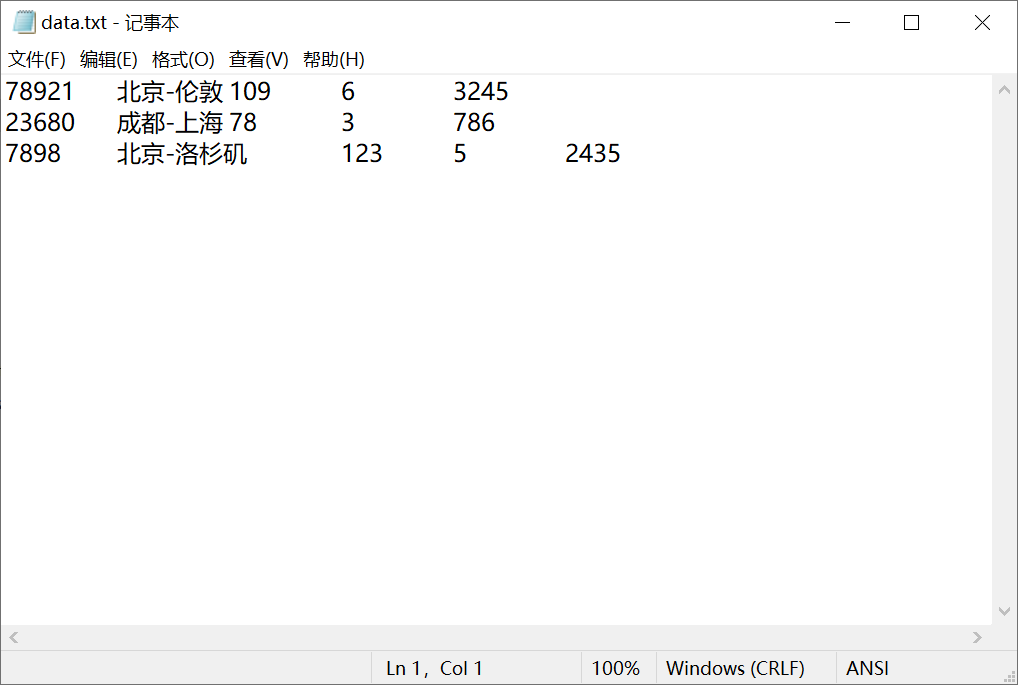 data.txt - 记事本
文件(F) 编辑(E) 格式(O) 查看(V) 帮助(H)
78921 北京-伦敦 109 6 3245
23680 成都-上海 78 3 786
7898 北京-洛杉矶 123 5 2435
Ln 1，Col 1 100% Windows (CRLF) ANSI